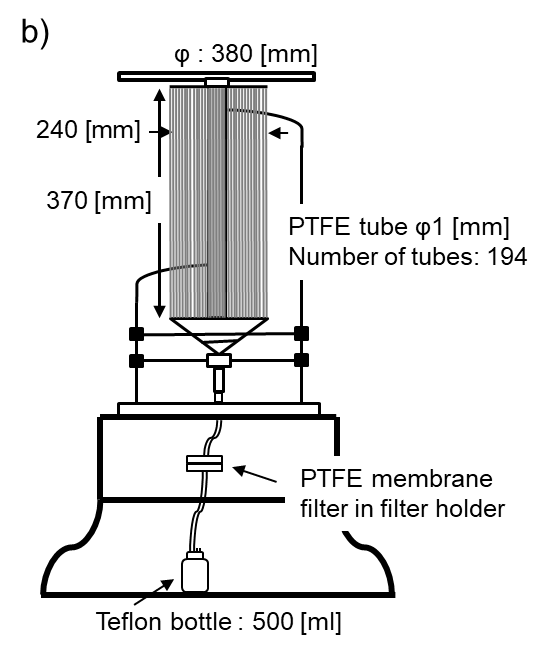 b)
φ : 380 [mm]
240 [mm]
370 [mm]
PTFE tube φ1 [mm]
Number of tubes: 194
PTFE membrane
filter in filter holder
Teflon bottle : 500 [ml]